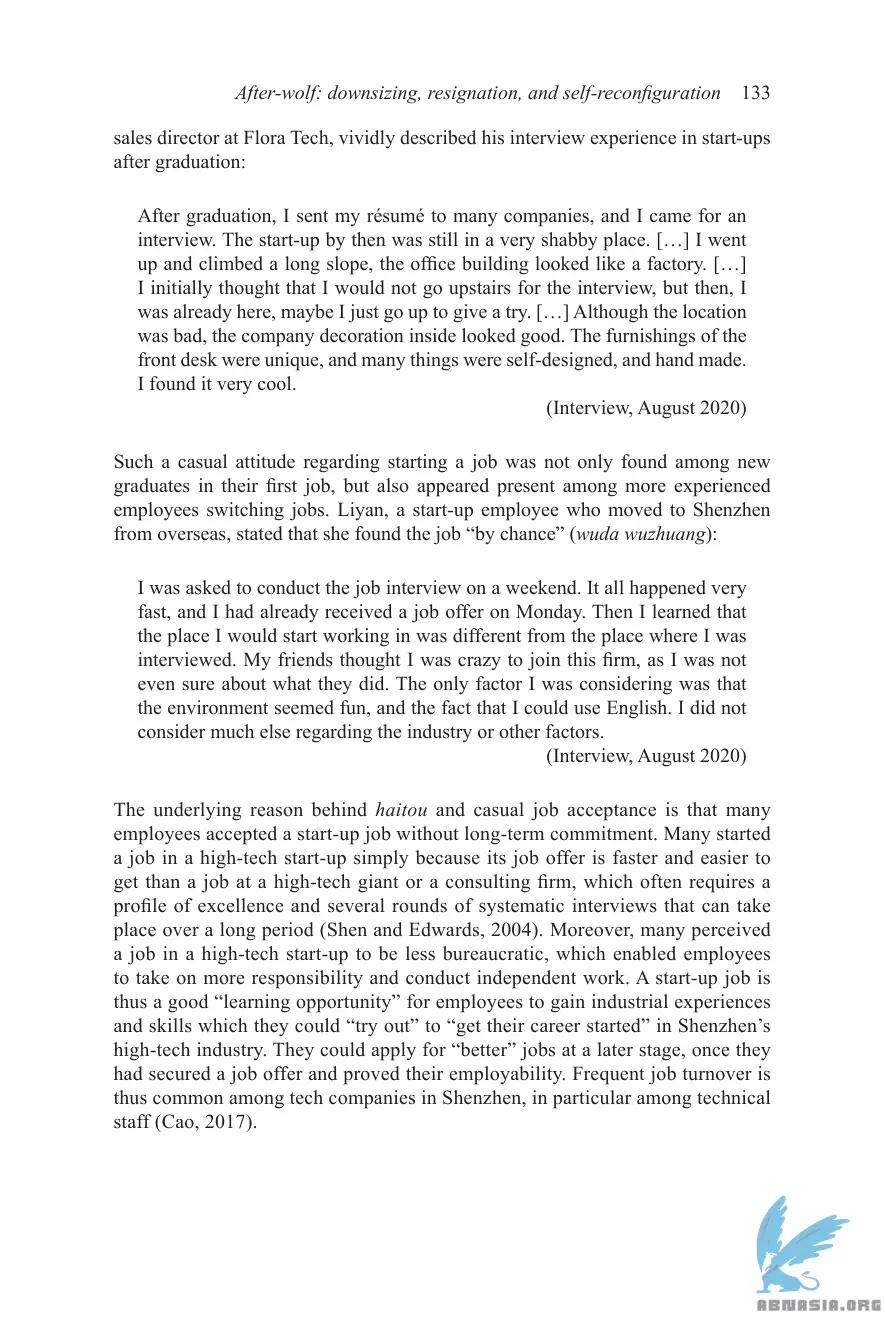 After-wolf: downsizing, resignation, and self-reconfiguration 133
sales director at Flora Tech, vividly described his interview experience in start-ups
after graduation:
After graduation, I sent my résumé to many companies, and I came for an
interview. The start-up by then was still in a very shabby place. […] I went
up and climbed a long slope, the office building looked like a factory. […]
I initially thought that I would not go upstairs for the interview, but then, I
was already here, maybe I just go up to give a try. […] Although the location
was bad, the company decoration inside looked good. The furnishings of the
front desk were unique, and many things were self-designed, and hand made.
I found it very cool.
(Interview, August 2020)
Such a casual attitude regarding starting a job was not only found among new
graduates in their first job, but also appeared present among more experienced
employees switching jobs. Liyan, a start-up employee who moved to Shenzhen
from overseas, stated that she found the job “by chance” (wuda wuzhuang):
I was asked to conduct the job interview on a weekend. It all happened very
fast, and I had already received a job offer on Monday. Then I learned that
the place I would start working in was different from the place where I was
interviewed. My friends thought I was crazy to join this firm, as I was not
even sure about what they did. The only factor I was considering was that
the environment seemed fun, and the fact that I could use English. I did not
consider much else regarding the industry or other factors.
(Interview, August 2020)
The underlying reason behind haitou and casual job acceptance is that many
employees accepted a start-up job without long-term commitment. Many started
a job in a high-tech start-up simply because its job offer is faster and easier to
get than a job at a high-tech giant or a consulting firm, which often requires a
profile of excellence and several rounds of systematic interviews that can take
place over a long period (Shen and Edwards, 2004). Moreover, many perceived
a job in a high-tech start-up to be less bureaucratic, which enabled employees
to take on more responsibility and conduct independent work. A start-up job is
thus a good “learning opportunity” for employees to gain industrial experiences
and skills which they could “try out” to “get their career started” in Shenzhen’s
high-tech industry. They could apply for “better” jobs at a later stage, once they
had secured a job offer and proved their employability. Frequent job turnover is
thus common among tech companies in Shenzhen, in particular among technical
staff (Cao, 2017).
ABNASIA.ORG